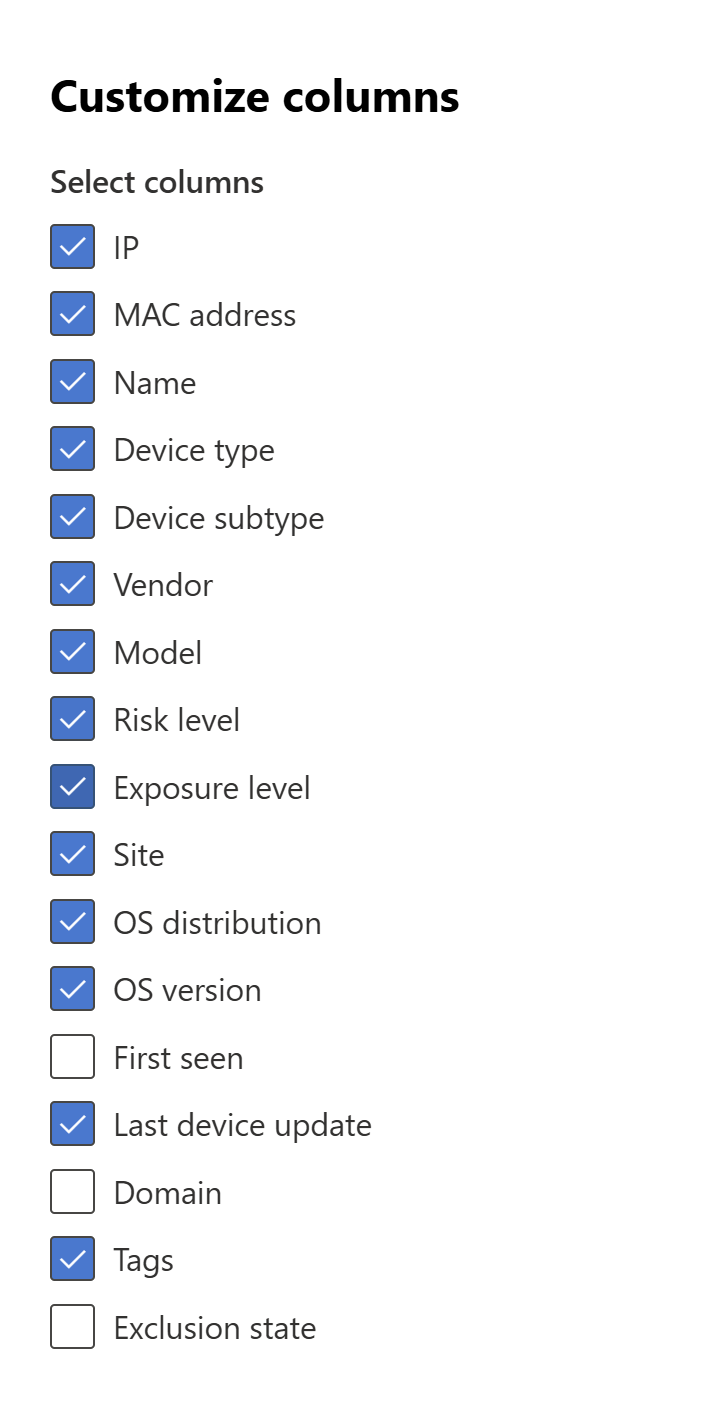 Customize columns
Select columns
IP
MAC address
Name
Device type
Device subtype
Vendor
Model
Risk level
Exposure level
Site
OS distribution
OS version
First seen
Last device update
Domain
Tags
Exclusion state